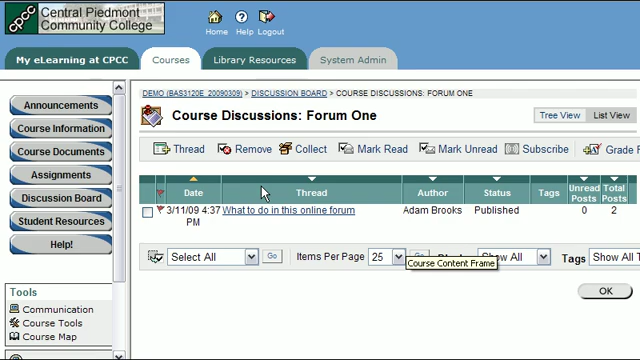 CPCC
Central Piedmont
Community College
Home Help Logout
My eLearning at CPCC Courses Library Resources System Admin
Announcements
Course Information
Course Documents
Assignments
Discussion Board
Student Resources
Help!
Tools
Communication
Course Tools
Course Map
DEMO (BAS3120E_20090309) > DISCUSSION BOARD > COURSE DISCUSSIONS: FORUM ONE
Course Discussions: Forum One
Tree View List View
Thread Remove Collect Mark Read Mark Unread Subscribe Grade
Date Thread Author Status Tags Unread Posts Total Posts
3/11/09 4:37 PM What to do in this online forum Adam Brooks Published 0 2
Select All Go Items Per Page 25 Show All Tags Show All
Course Content Frame
OK